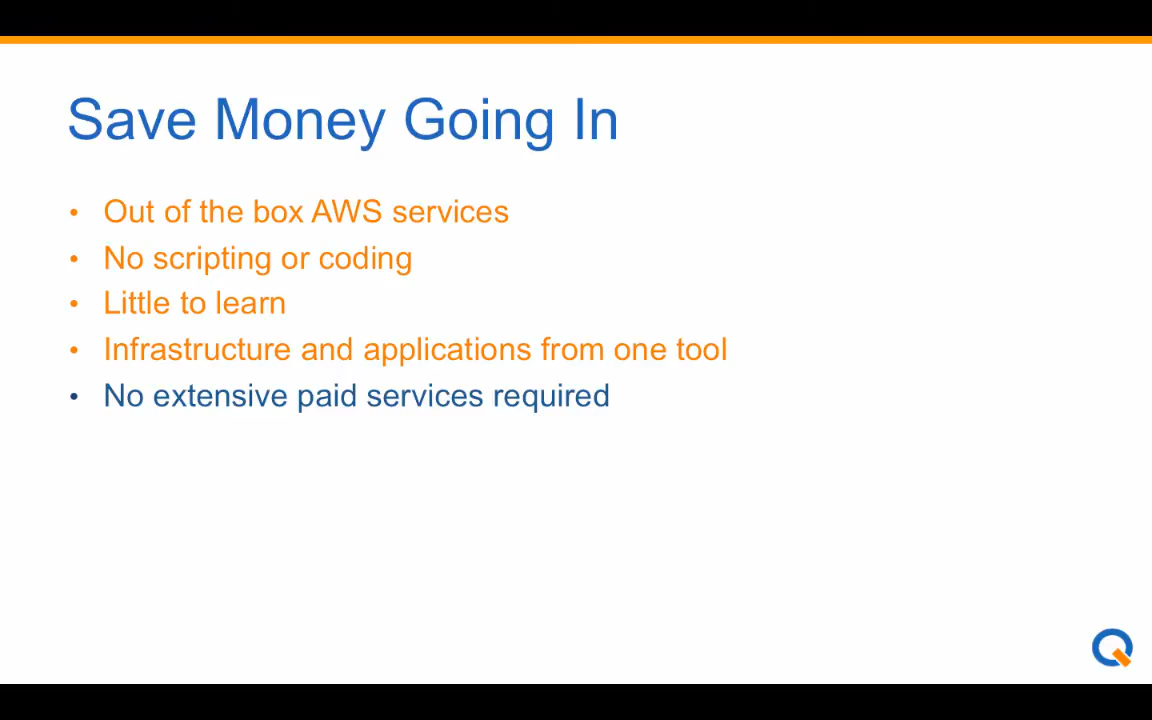 Save Money Going In
• Out of the box AWS services
• No scripting or coding
• Little to learn
• Infrastructure and applications from one tool
• No extensive paid services required